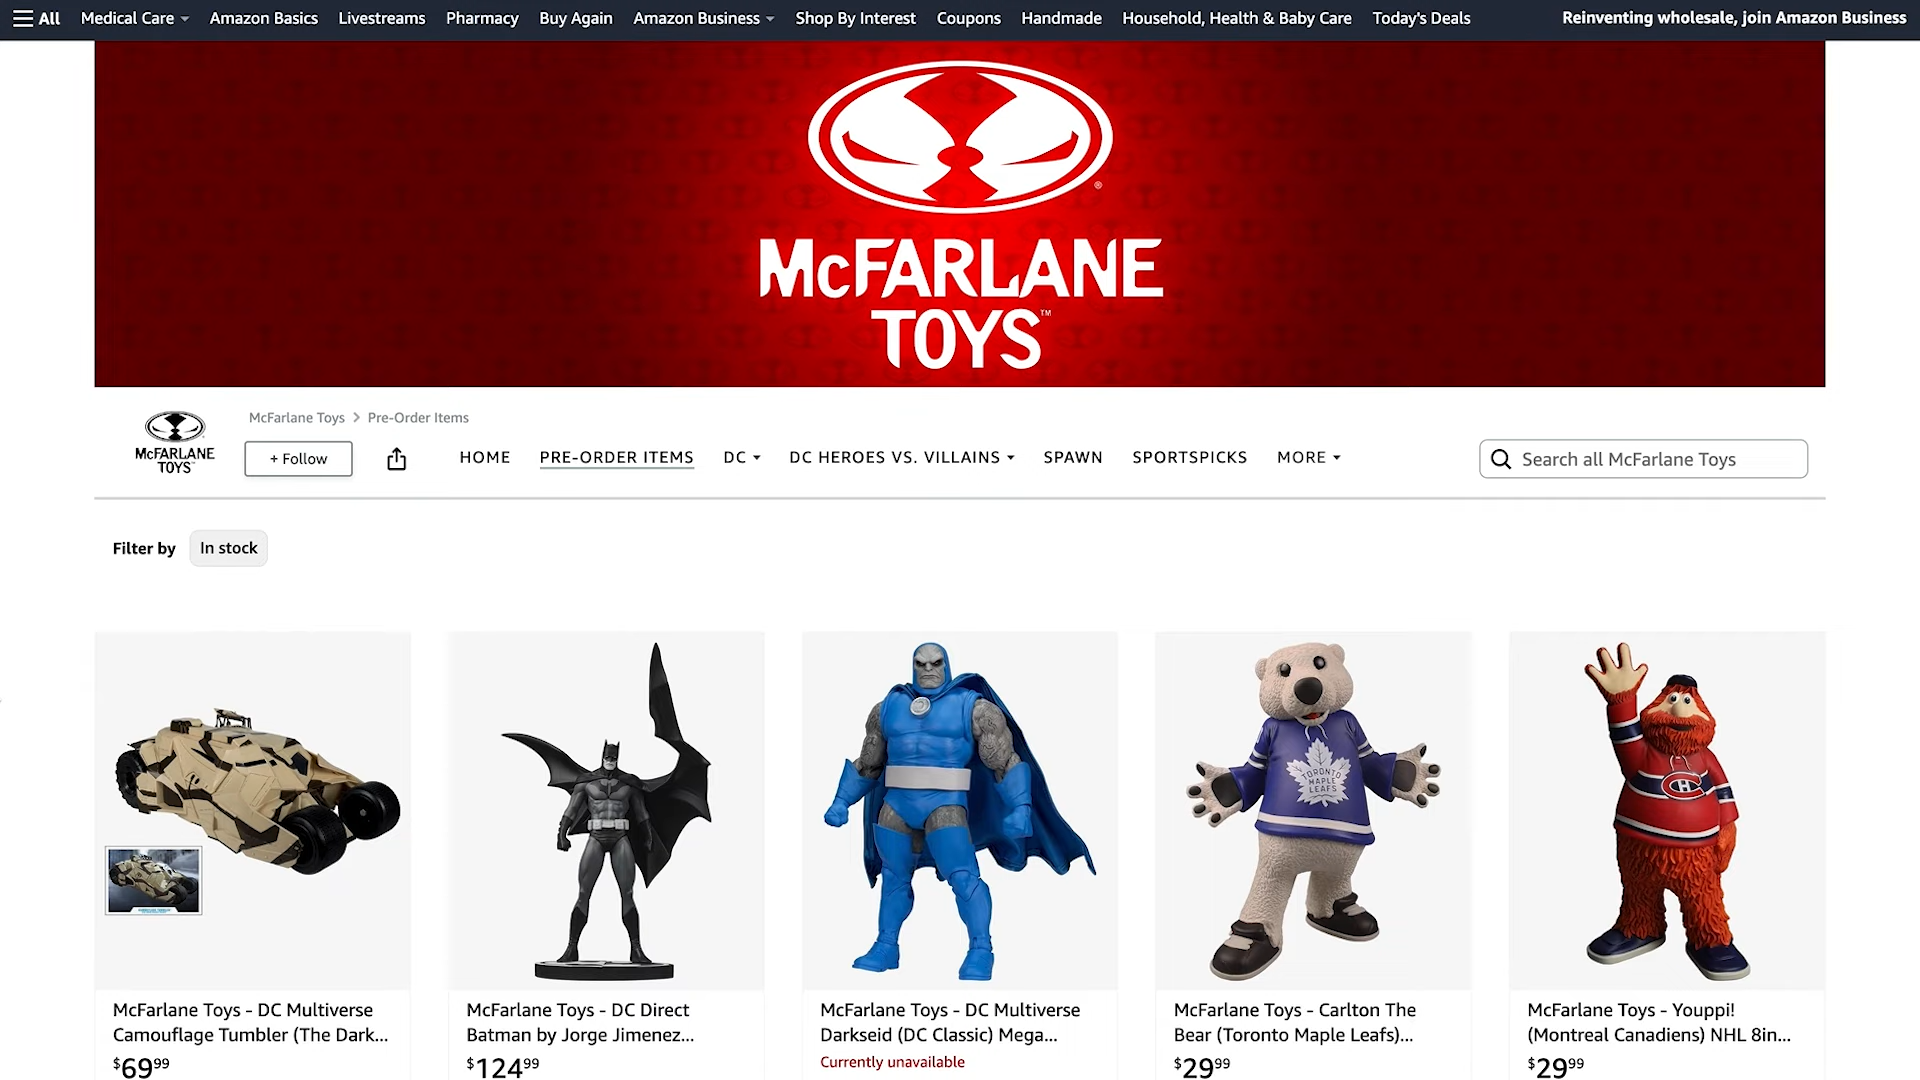 All Medical Care Amazon Basics Livestreams Pharmacy Buy Again Amazon Business Shop By Interest Coupons Handmade Household, Health & Baby Care Today's Deals Reinventing wholesale, join Amazon Business
McFARLANE
TOYS™
McFarlane Toys > Pre-Order Items
McFARLANE
TOYS
+ Follow
HOME PRE-ORDER ITEMS DC DC HEROES VS. VILLAINS SPAWN SPORTSPICKS MORE
Search all McFarlane Toys
Filter by In stock
TORONTO
MAPLE
LEAFS
McFarlane Toys - DC Multiverse
Camouflage Tumbler (The Dark...
$69.99
McFarlane Toys - DC Direct
Batman by Jorge Jimenez...
$124.99
McFarlane Toys - DC Multiverse
Darkseid (DC Classic) Mega...
Currently unavailable
McFarlane Toys - Carlton The
Bear (Toronto Maple Leafs)...
$29.99
McFarlane Toys - Youppi!
(Montreal Canadiens) NHL 8in...
$29.99